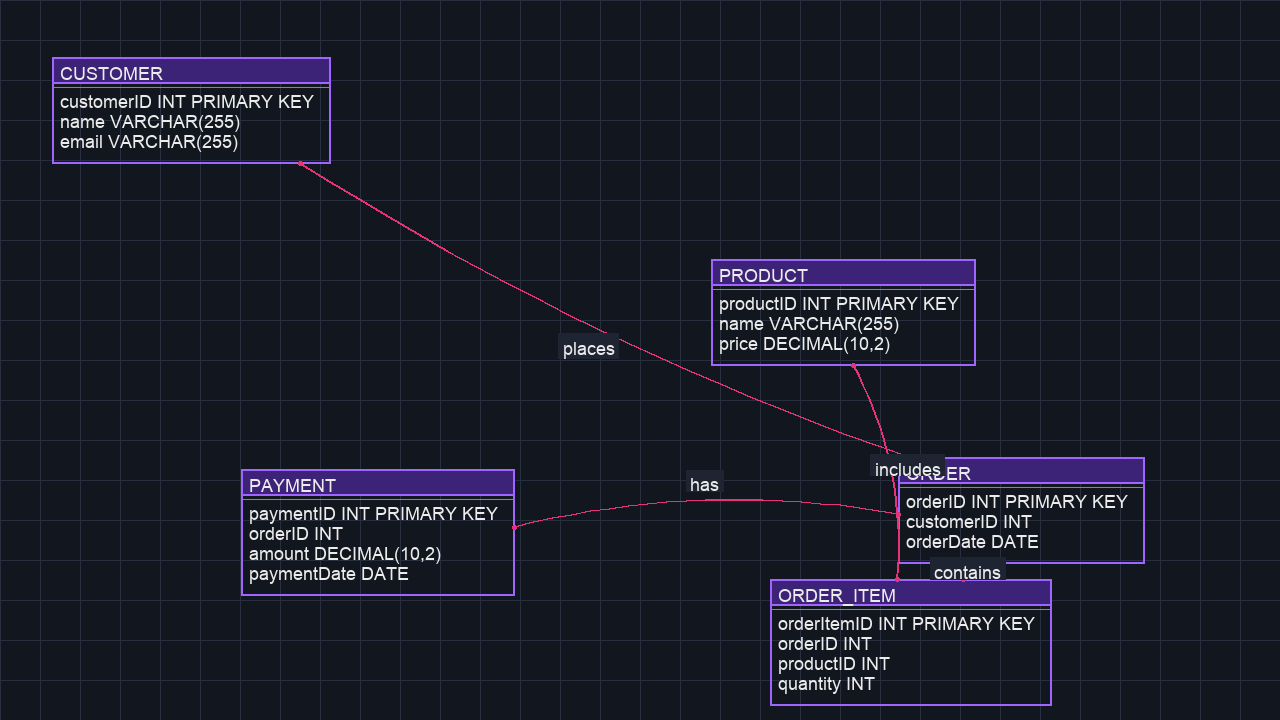 CUSTOMER
customerID INT PRIMARY KEY
name VARCHAR(255)
email VARCHAR(255)
PRODUCT
productID INT PRIMARY KEY
name VARCHAR(255)
price DECIMAL(10,2)
places
includes
ORDER
orderID INT PRIMARY KEY
customerID INT
orderDate DATE
PAYMENT
paymentID INT PRIMARY KEY
orderID INT
amount DECIMAL(10,2)
paymentDate DATE
has
contains
ORDER_ITEM
orderItemID INT PRIMARY KEY
orderID INT
productID INT
quantity INT